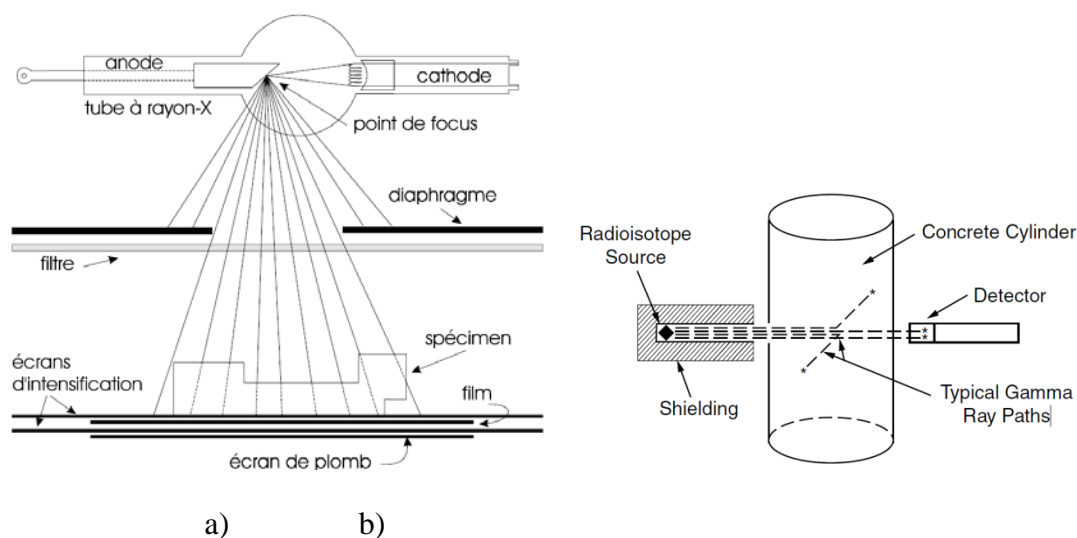 anode
cathode
tube à rayon-X
point de focus
diaphragme
filtre
spécimen
écrans
d'intensification
film
écran de plomb
Radioisotope
Source
Concrete Cylinder
Detector
Shielding
Typical Gamma
Ray Paths
a) b)